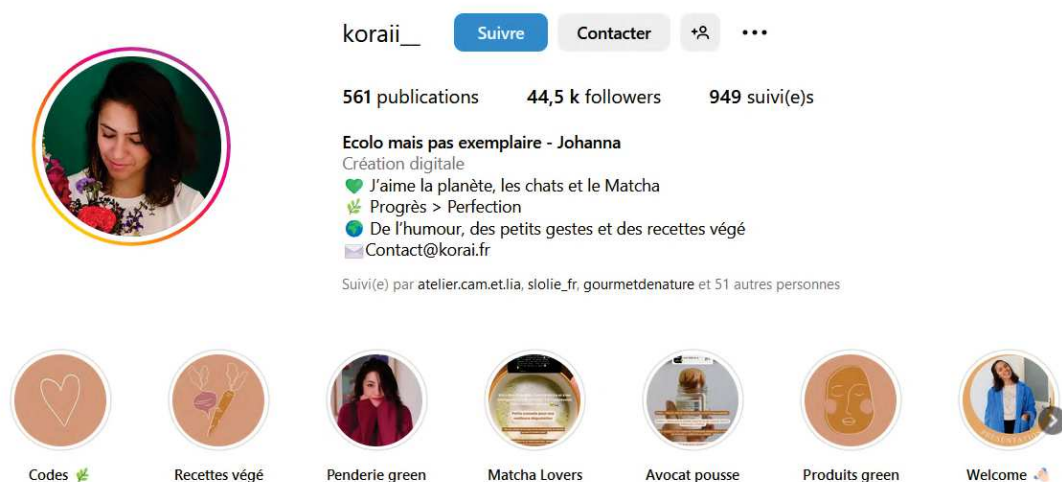 koraii__ Suivre Contacter
561 publications 44,5 k followers 949 suivi(e)s
Ecolo mais pas exemplaire - Johanna
Création digitale
💚 J'aime la planète, les chats et le Matcha
🌿 Progrès > Perfection
🌍 De l'humour, des petits gestes et des recettes végé
✉️Contact@korai.fr
Suivi(e) par atelier.cam.et.lia, slolie_fr, gourmetdenature et 51 autres personnes
Codes 🌿 Recettes végé Penderie green Matcha Lovers Avocat pousse Produits green Welcome 👋🏻